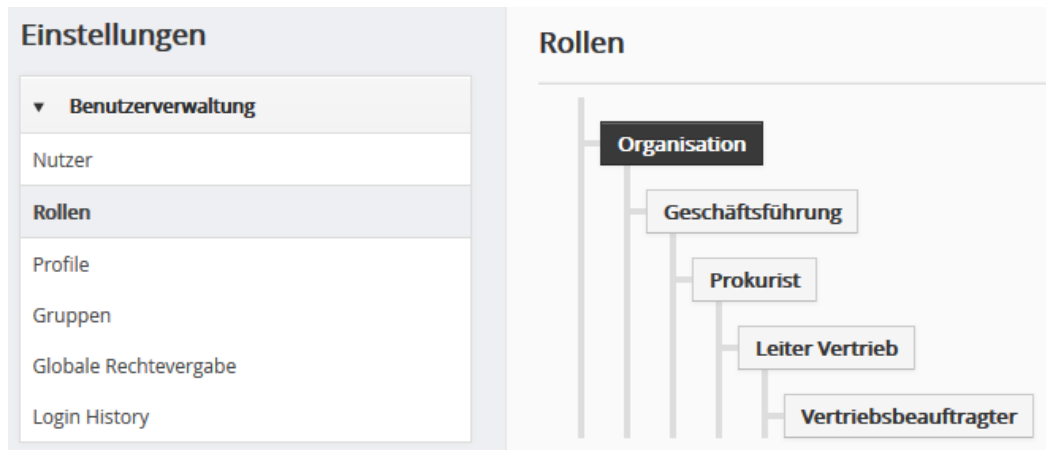 Einstellungen
Benutzerverwaltung
Nutzer
Rollen
Profile
Gruppen
Globale Rechtevergabe
Login History
Rollen
Organisation
Geschäftsführung
Prokurist
Leiter Vertrieb
Vertriebsbeauftragter